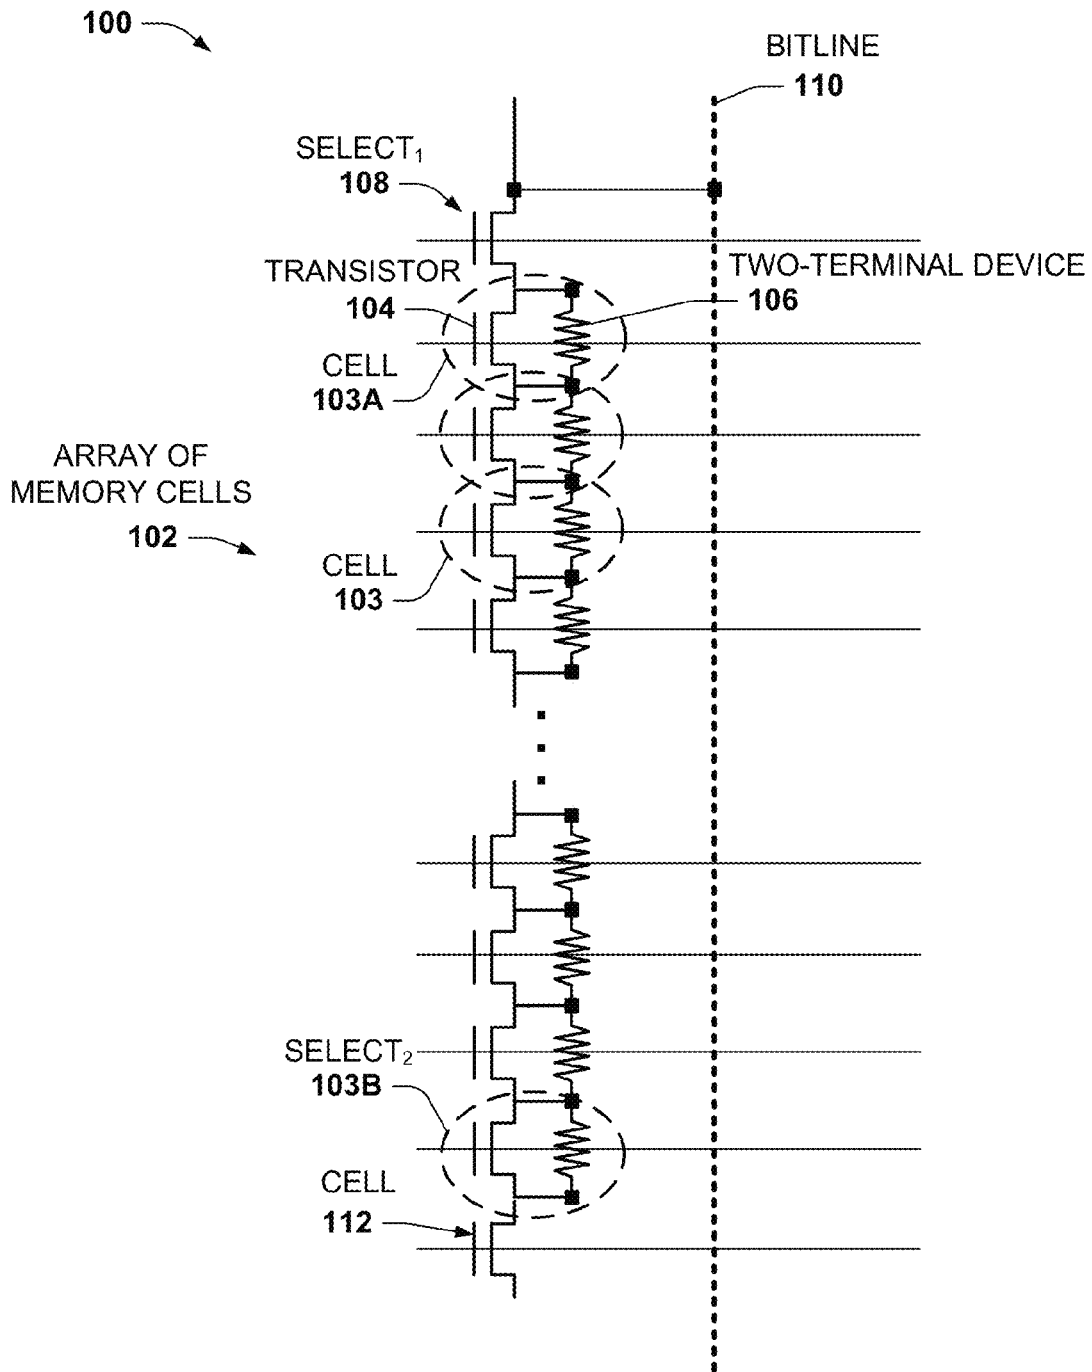 100
BITLINE
110
SELECT₁
108
TRANSISTOR
104
TWO-TERMINAL DEVICE
106
CELL
103A
ARRAY OF
MEMORY CELLS
102
CELL
103
SELECT₂
103B
CELL
112